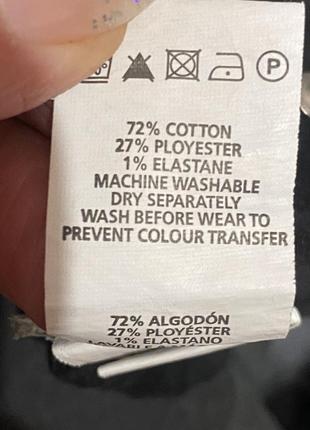 P
72% COTTON
27% PLOYESTER
1% ELASTANE
MACHINE WASHABLE
DRY SEPARATELY
WASH BEFORE WEAR TO
PREVENT COLOUR TRANSFER
72% ALGODÓN
27% PLOYÉSTER
1% ELASTANO